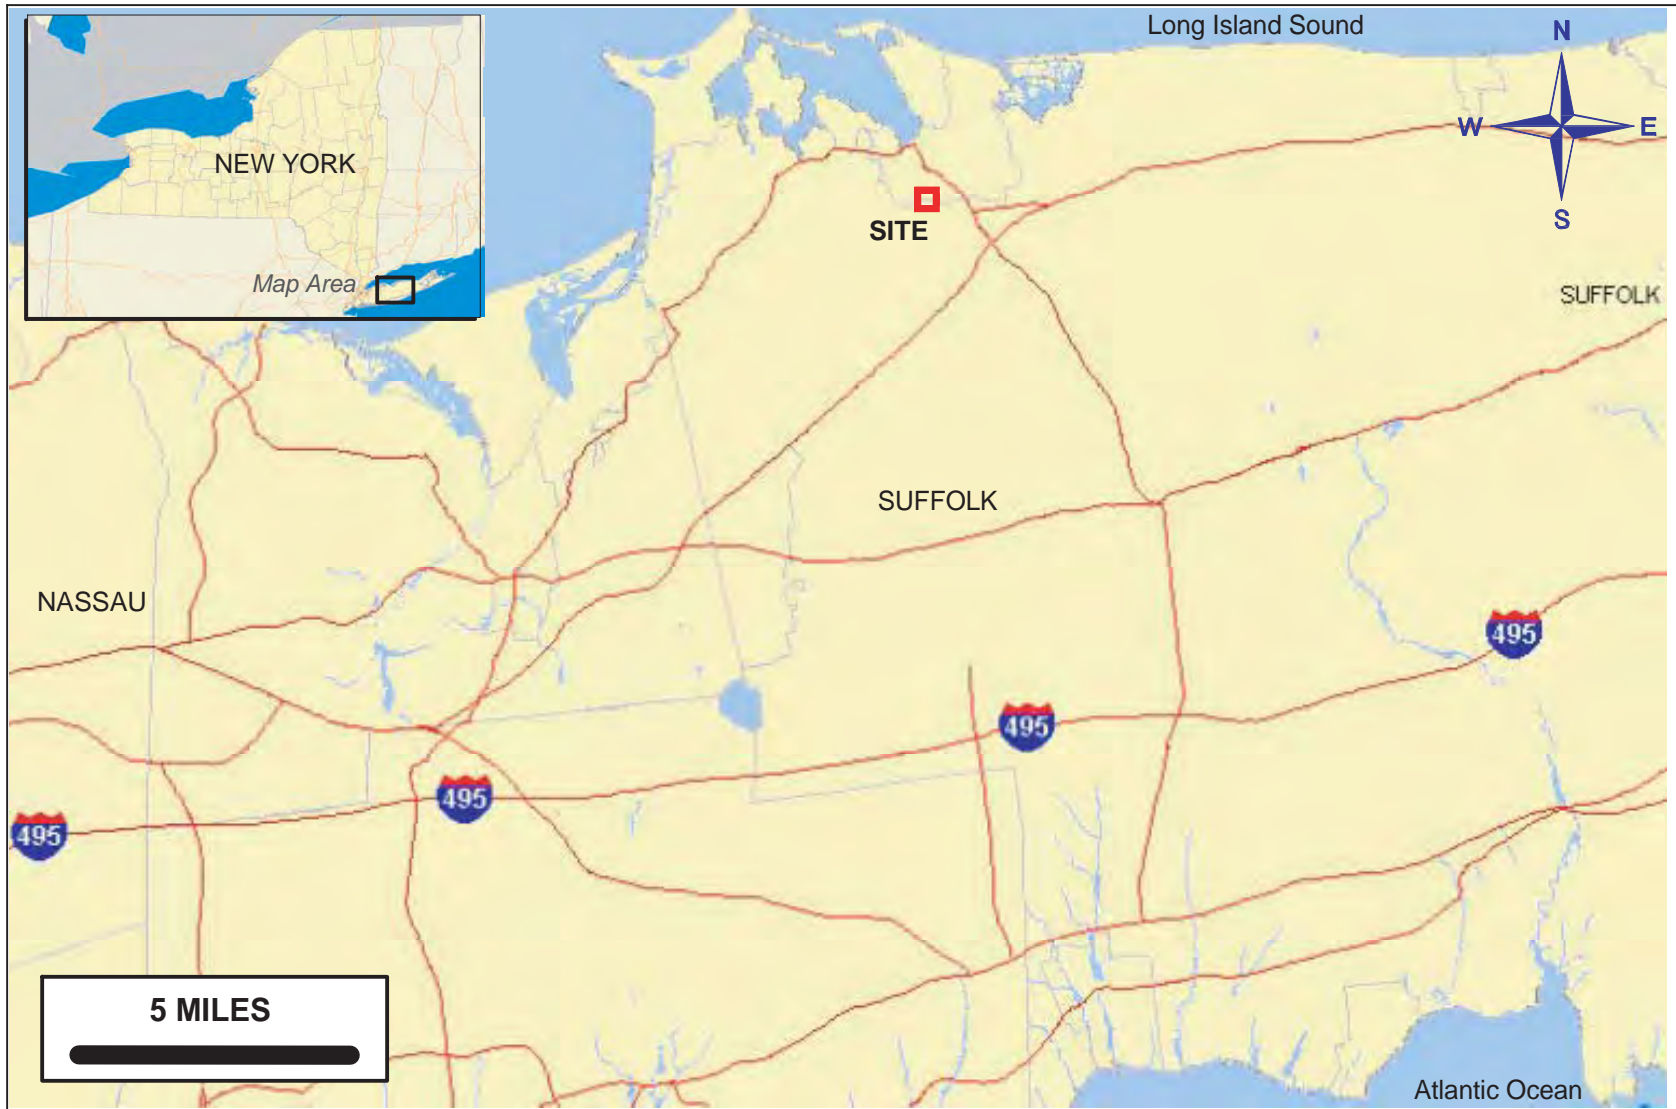 Long Island Sound
N
W
E
S
NEW YORK
Map Area
SITE
SUFFOLK
SUFFOLK
NASSAU
495
495
495
495
5 MILES
Atlantic Ocean